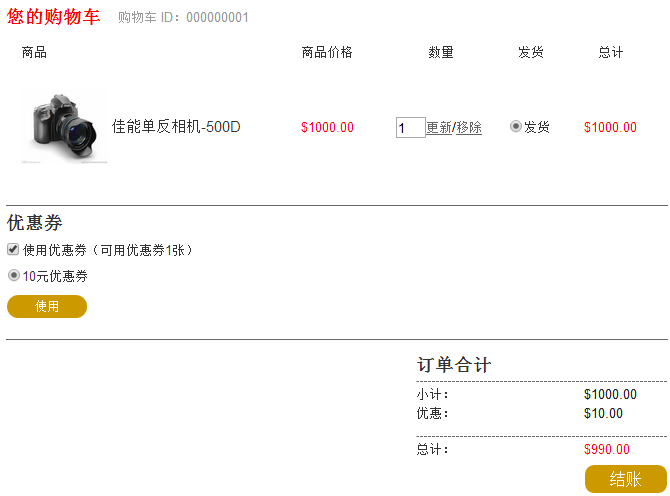 您的购物车 购物车 ID：000000001
商品 商品价格 数量 发货 总计
佳能单反相机-500D $1000.00 1 更新/移除 发货 $1000.00
优惠券
使用优惠券（可用优惠券1张）
10元优惠券
使用
订单合计
小计： $1000.00
优惠： $10.00
总计： $990.00
结账